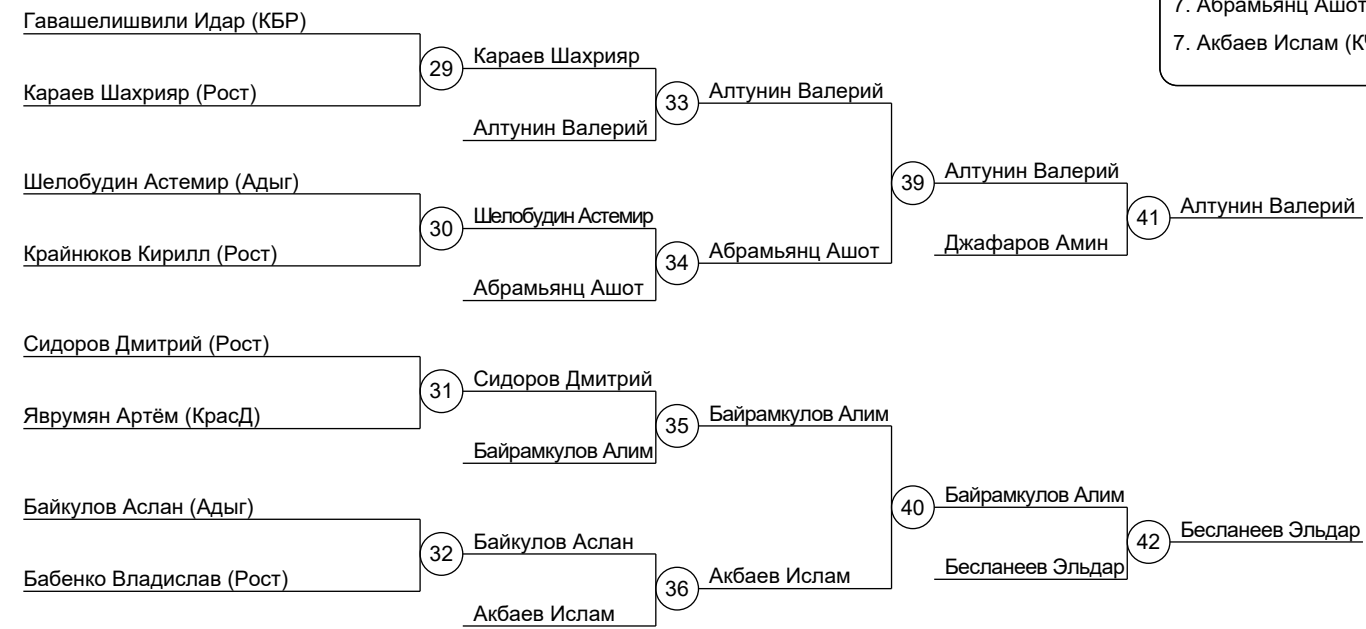 7. Абрамьянц Ашот
7. Акбаев Ислам
Гавашелишвили Идар (КБР)
29
Караев Шахрияр
Караев Шахрияр (Рост)
33
Алтунин Валерий
Алтунин Валерий
Шелобудин Астемир (Адыг)
39
Алтунин Валерий
30
Шелобудин Астемир
41
Алтунин Валерий
Крайнюков Кирилл (Рост)
34
Абрамьянц Ашот
Джафаров Амин
Абрамьянц Ашот
Сидоров Дмитрий (Рост)
31
Сидоров Дмитрий
Яврумян Артём (КрасД)
35
Байрамкулов Алим
Байрамкулов Алим
Байкулов Аслан (Адыг)
40
Байрамкулов Алим
32
Байкулов Аслан
42
Бесланеев Эльдар
Бабенко Владислав (Рост)
36
Акбаев Ислам
Бесланеев Эльдар
Акбаев Ислам